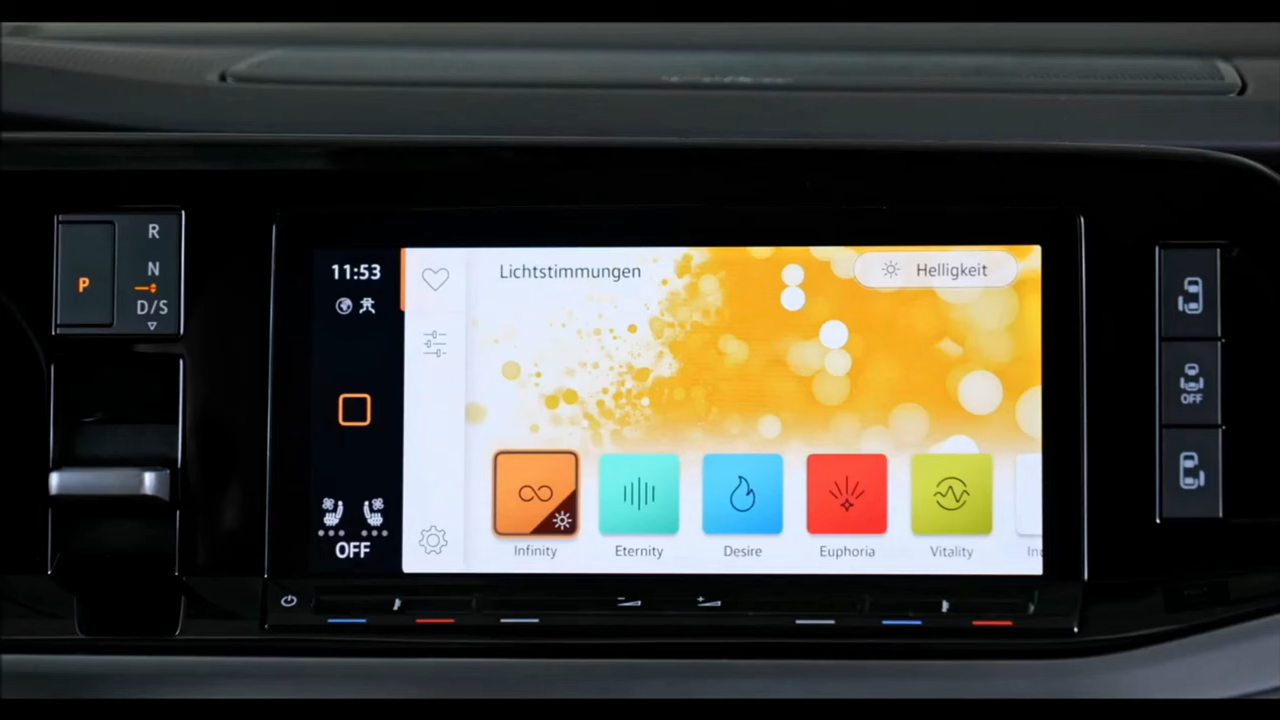 R
P
N
D/S
11:53
Lichtstimmungen
Helligkeit
OFF
Infinity
Eternity
Desire
Euphoria
Vitality
OFF